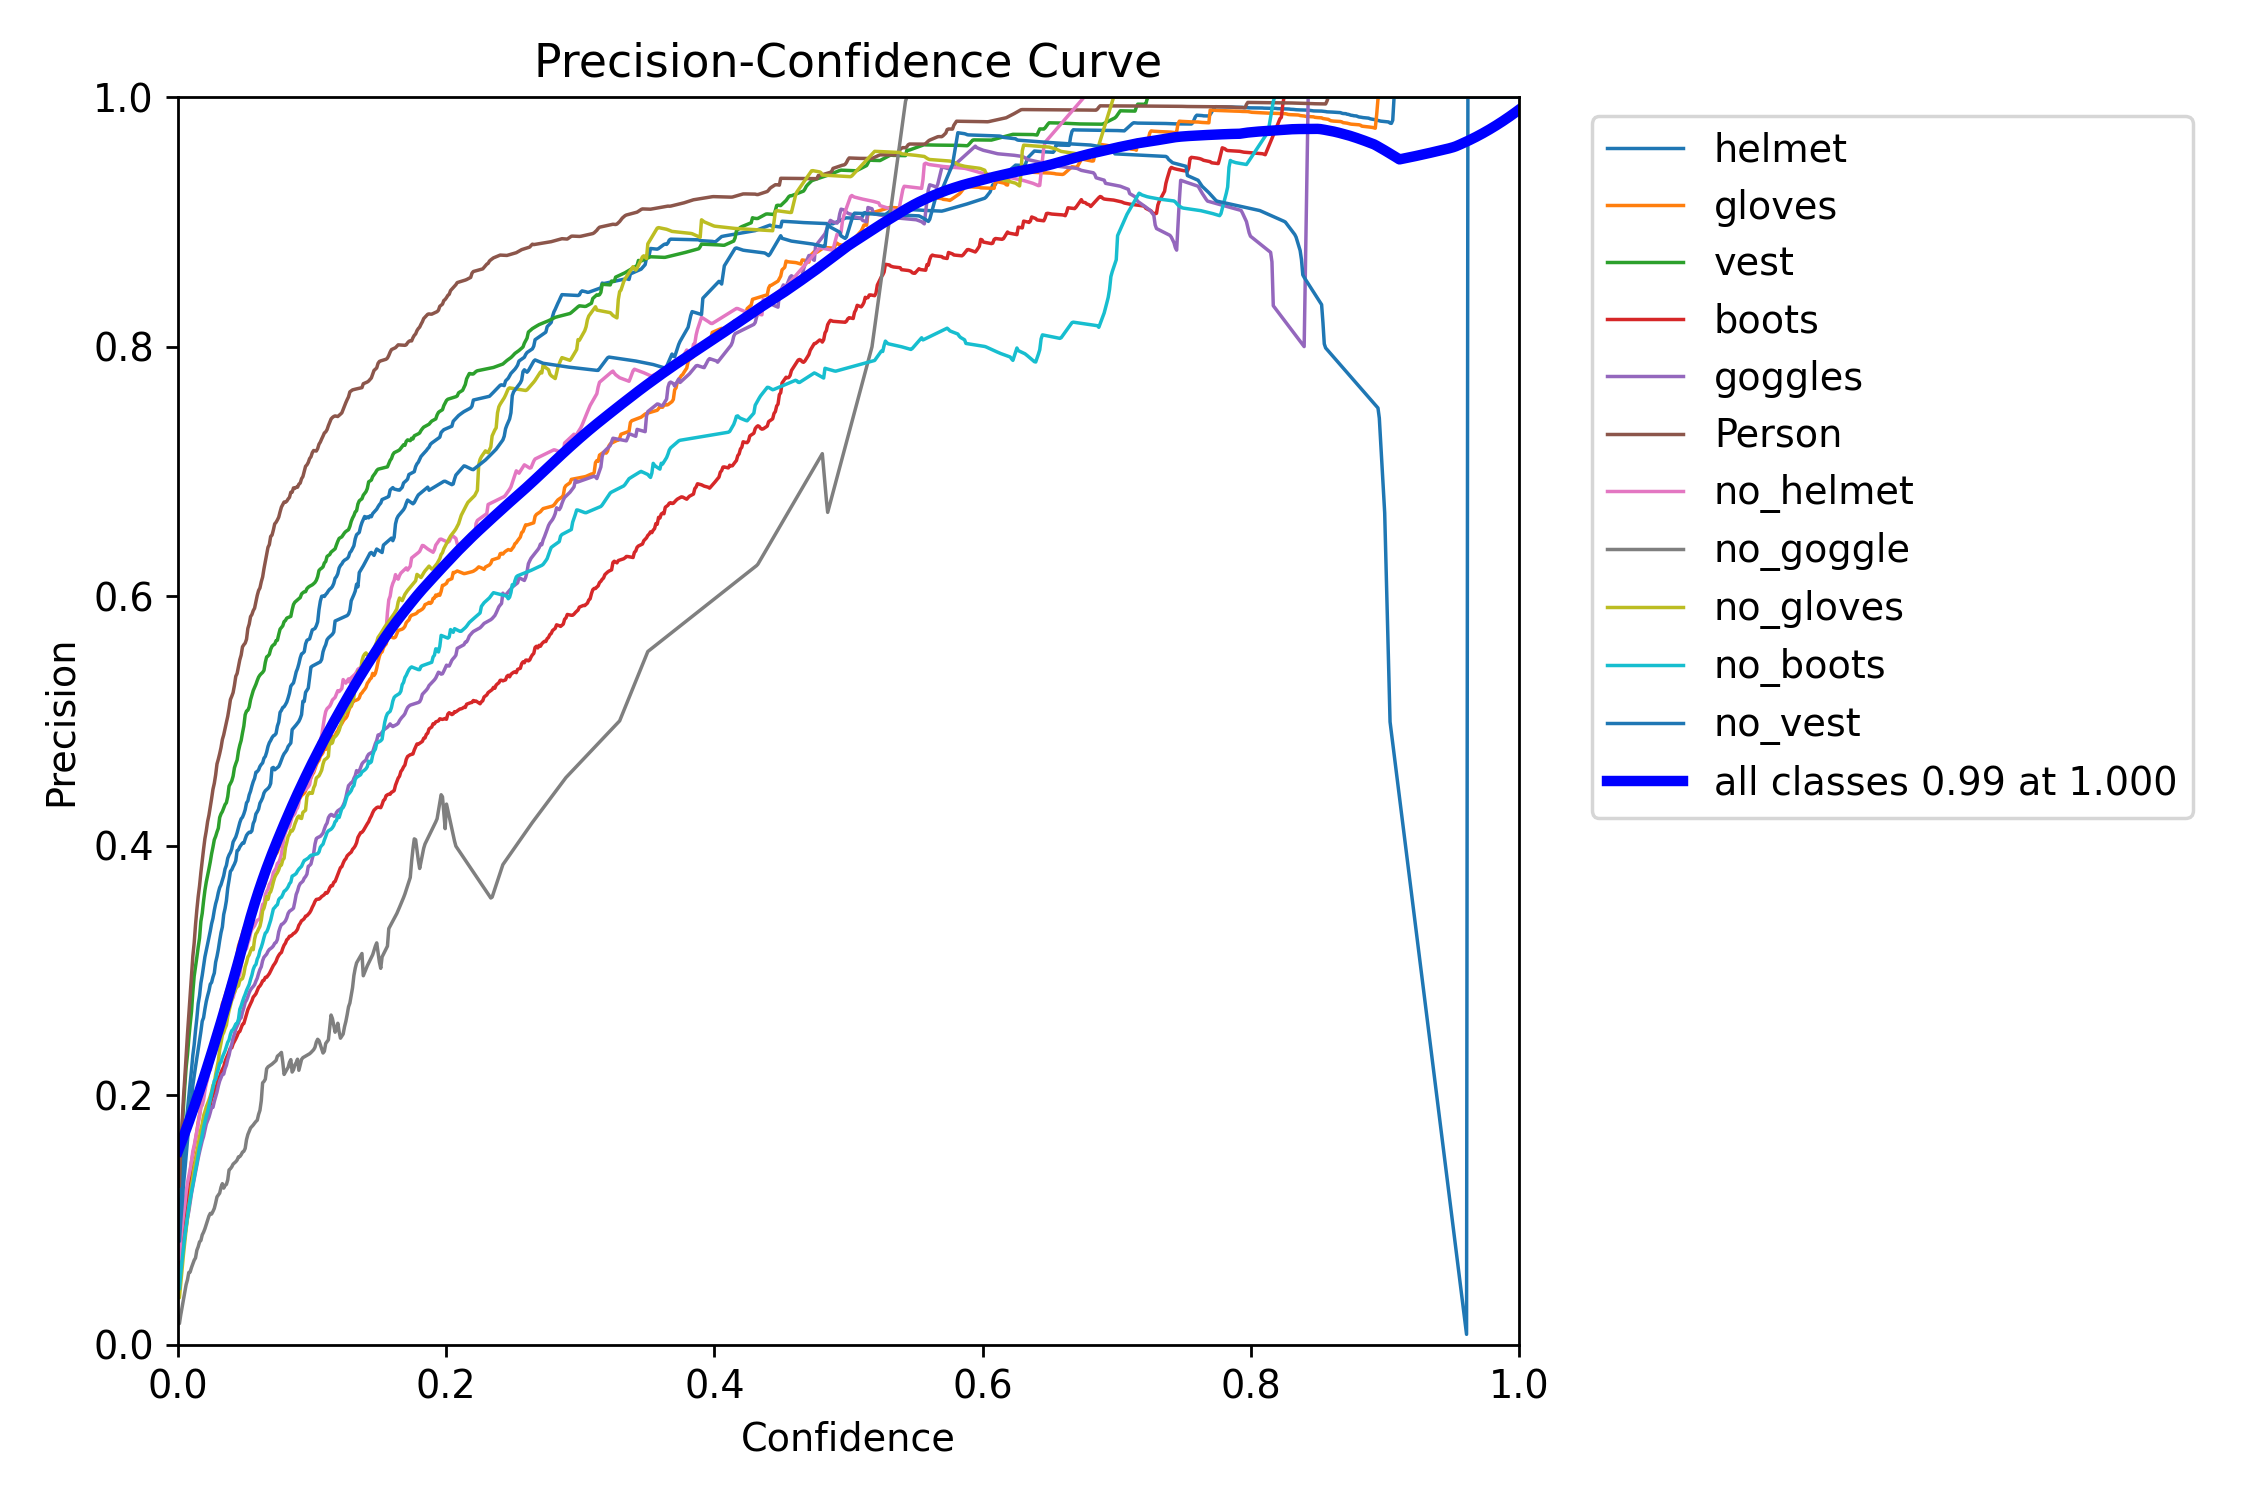 Precision-Confidence Curve
1.0
0.8
0.6
0.4
0.2
0.0
Precision
0.0 0.2 0.4 0.6 0.8 1.0
Confidence
helmet
gloves
vest
boots
goggles
Person
no_helmet
no_goggle
no_gloves
no_boots
no_vest
all classes 0.99 at 1.000